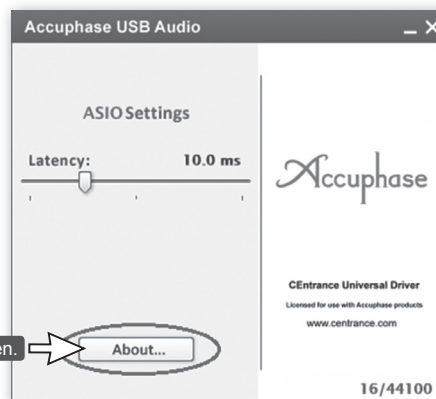 Accuphase USB Audio
ASIO Settings
Latency: 10.0 ms
About...
Accuphase
CEntrance Universal Driver
Licensed for use with Accuphase products
www.centrance.com
16/44100